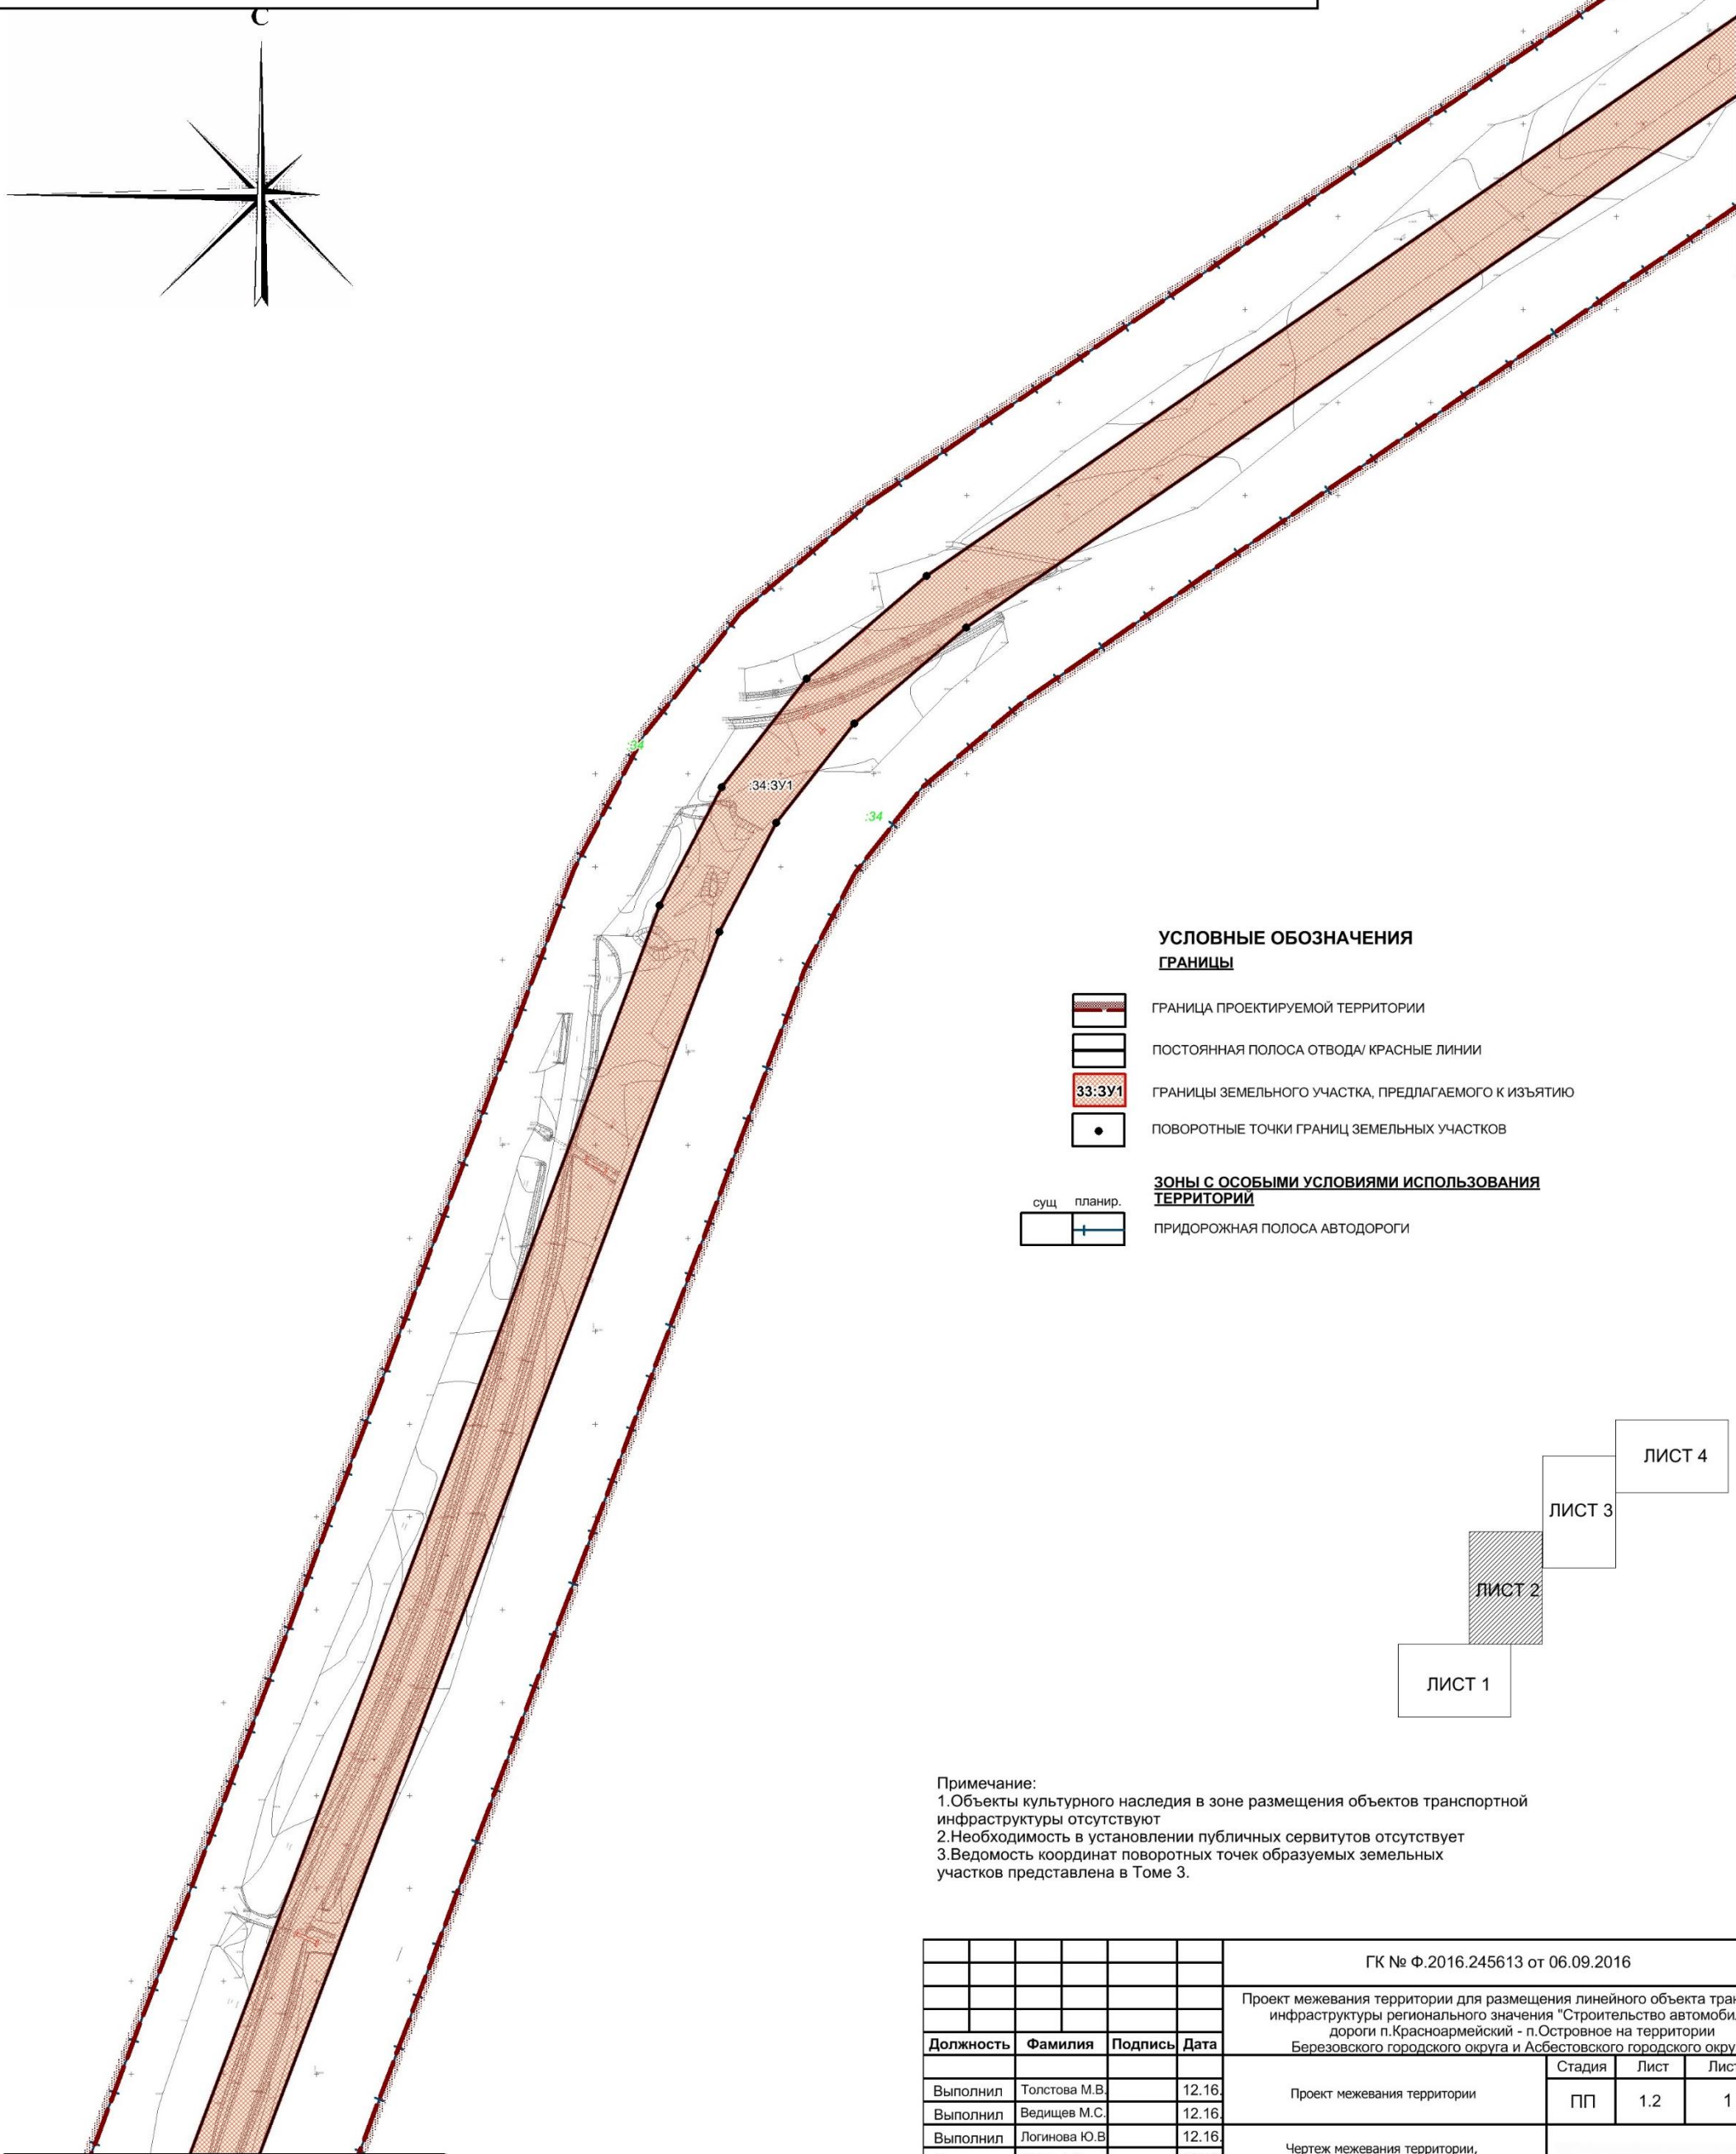 С
:34
:34:ЗУ1
:34
УСЛОВНЫЕ ОБОЗНАЧЕНИЯ
ГРАНИЦЫ
ГРАНИЦА ПРОЕКТИРУЕМОЙ ТЕРРИТОРИИ
ПОСТОЯННАЯ ПОЛОСА ОТВОДА/ КРАСНЫЕ ЛИНИИ
33:ЗУ1 ГРАНИЦЫ ЗЕМЕЛЬНОГО УЧАСТКА, ПРЕДЛАГАЕМОГО К ИЗЪЯТИЮ
ПОВОРОТНЫЕ ТОЧКИ ГРАНИЦ ЗЕМЕЛЬНЫХ УЧАСТКОВ
ЗОНЫ С ОСОБЫМИ УСЛОВИЯМИ ИСПОЛЬЗОВАНИЯ
ТЕРРИТОРИЙ
сущ планир.
ПРИДОРОЖНАЯ ПОЛОСА АВТОДОРОГИ
ЛИСТ 4
ЛИСТ 3
ЛИСТ 2
ЛИСТ 1
Примечание:
1.Объекты культурного наследия в зоне размещения объектов транспортной
инфраструктуры отсутствуют
2.Необходимость в установлении публичных сервитутов отсутствует
3.Ведомость координат поворотных точек образуемых земельных
участков представлена в Томе 3.
ГК № Ф.2016.245613 от 06.09.2016
Проект межевания территории для размещения линейного объекта тран
инфраструктуры регионального значения "Строительство автомоби
дороги п.Красноармейский - п.Островное на территории
Березовского городского округа и Асбестовского городского окру
Должность Фамилия Подпись Дата
Стадия Лист Лис
Выполнил Толстова М.В. 12.16.
Проект межевания территории
ПП 1.2 1
Выполнил Ведищев М.С. 12.16.
Выполнил Логинова Ю.В 12.16.
Чертеж межевания территории,